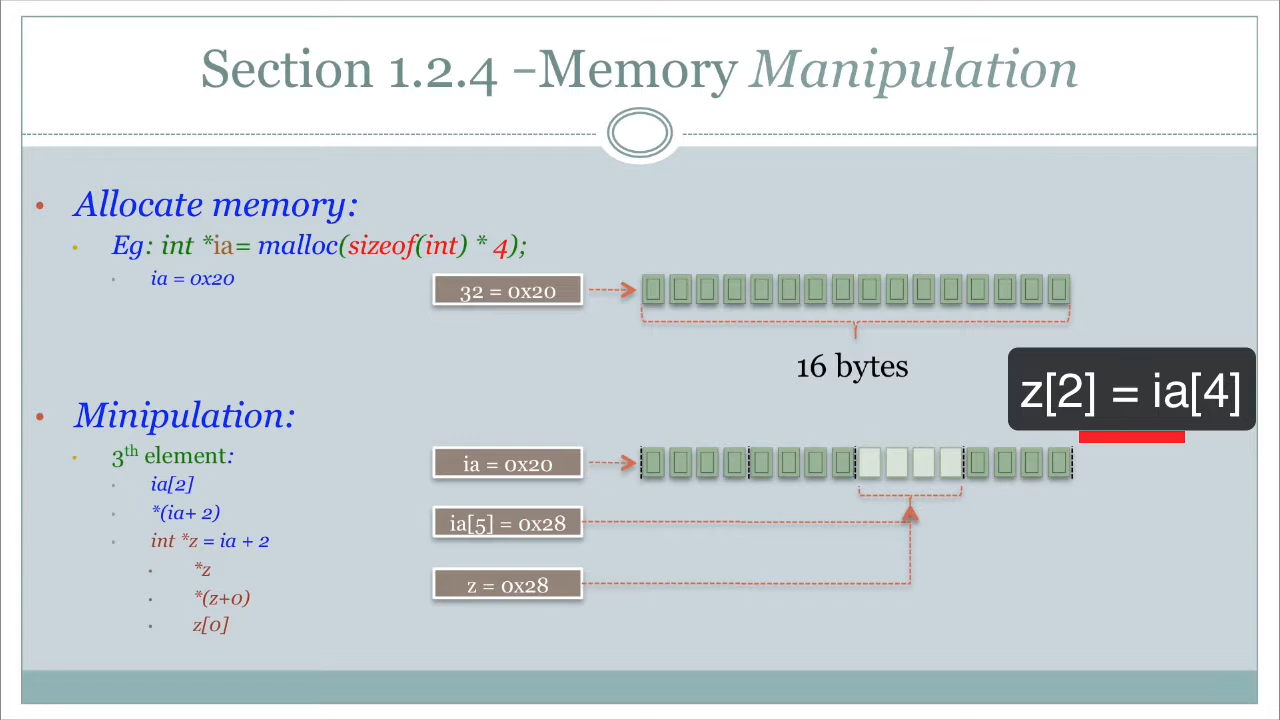 Section 1.2.4 –Memory Manipulation
• Allocate memory:
• Eg: int *ia= malloc(sizeof(int) * 4);
ia = 0x20
32 = 0x20
16 bytes
z[2] = ia[4]
• Minipulation:
3th element:
ia[2]
*(ia+ 2)
int *z = ia + 2
• *z
• *(z+0)
• z[0]
ia = 0x20
ia[5] = 0x28
z = 0x28